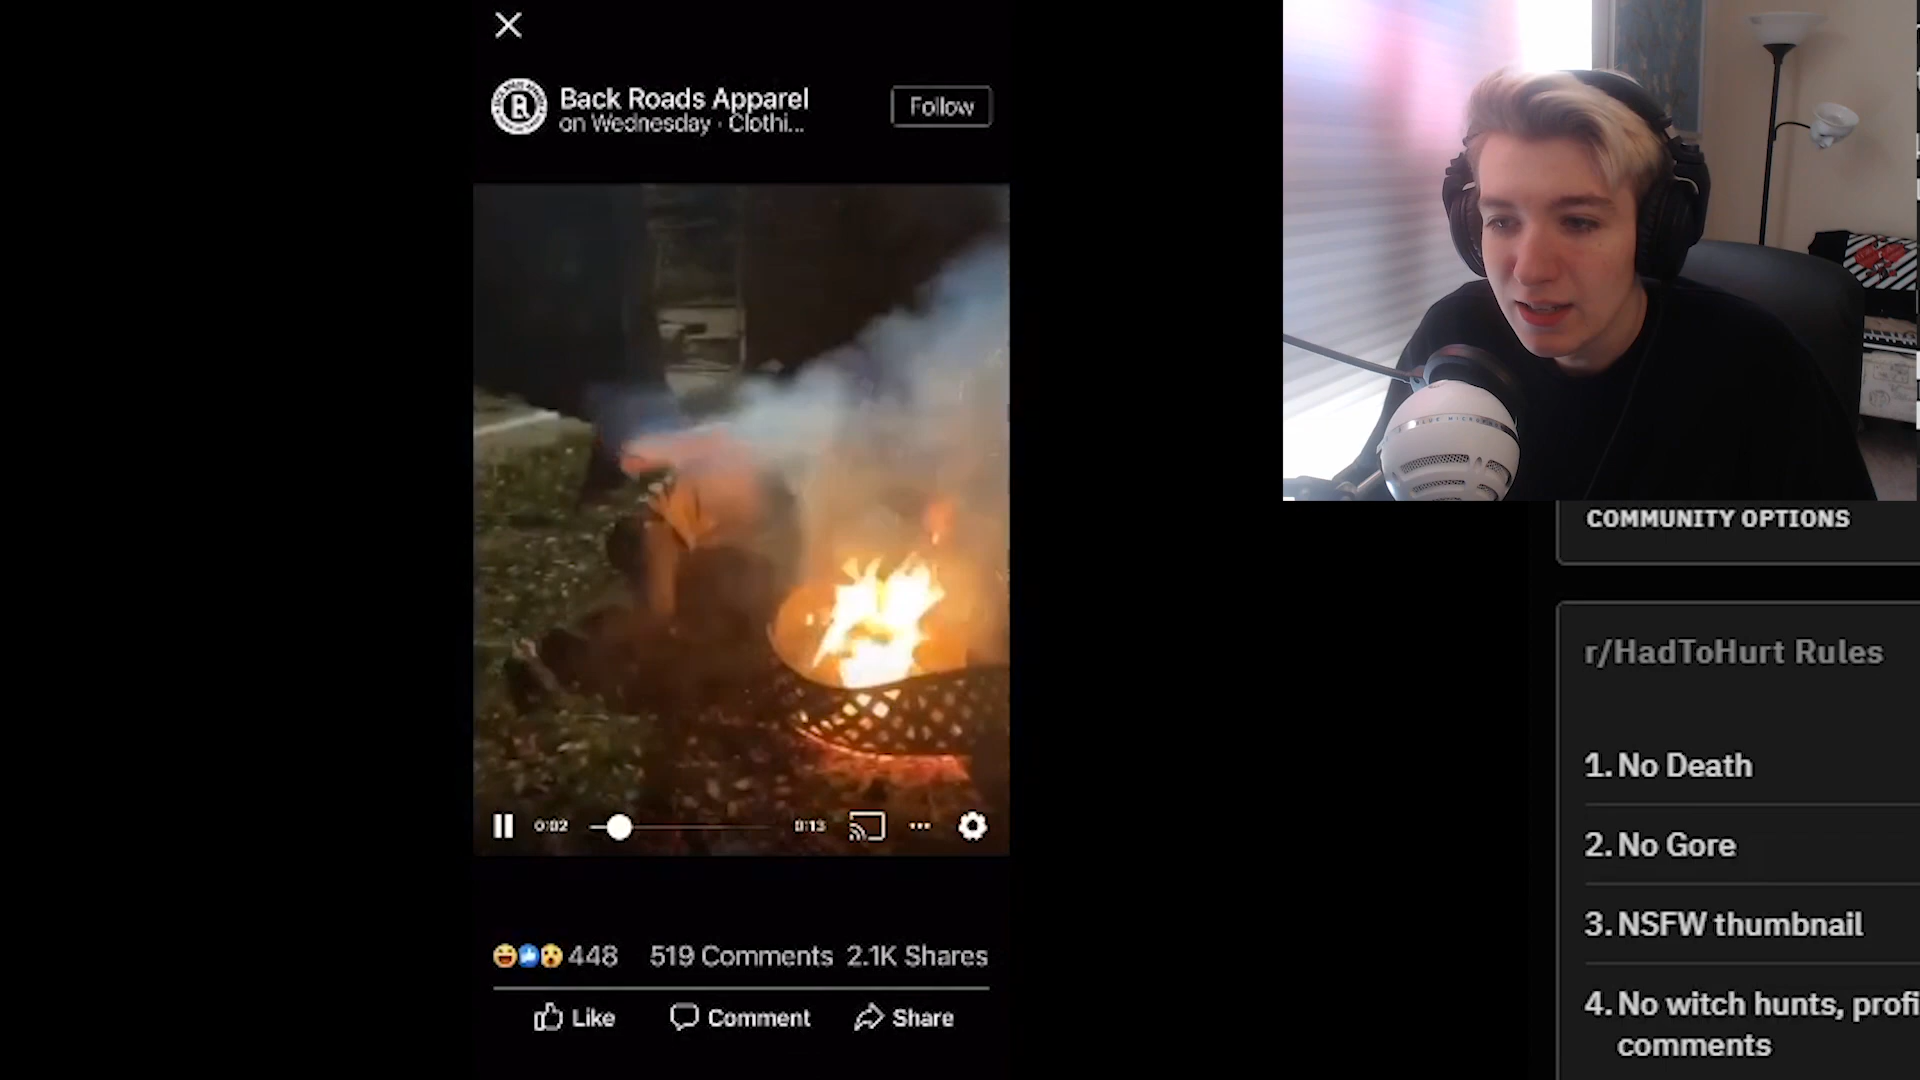 Back Roads Apparel
on Wednesday · Clothi...
Follow
0:02
0:13
448
519 Comments
2.1K Shares
Like
Comment
Share
COMMUNITY OPTIONS
r/HadToHurt Rules
1. No Death
2. No Gore
3. NSFW thumbnail
4. No witch hunts, profi
comments